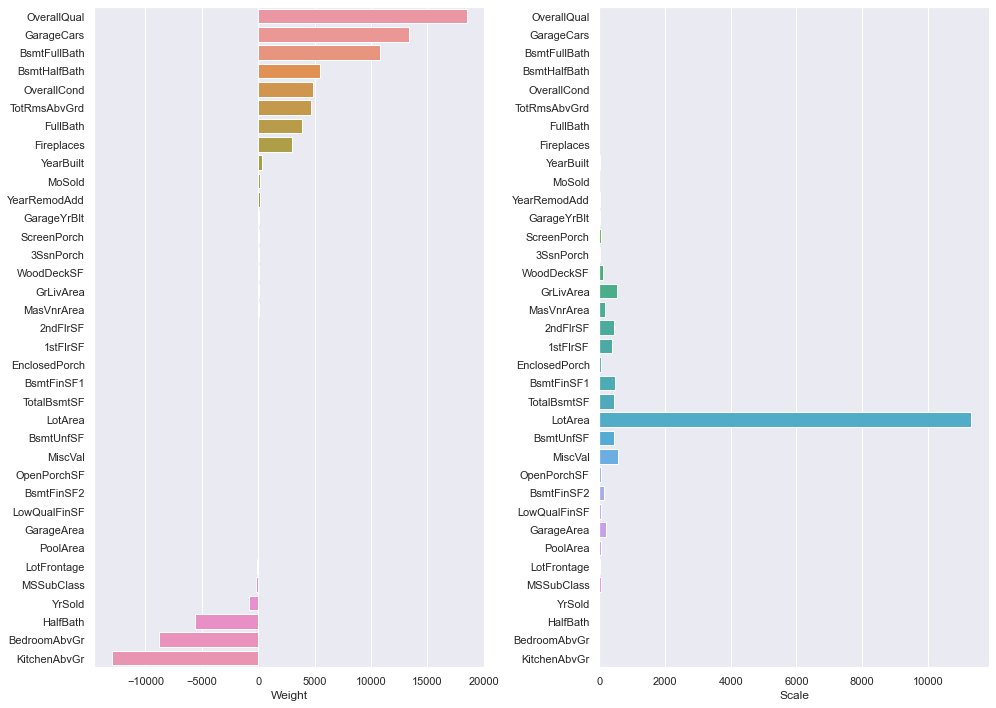 OverallQual
GarageCars
BsmtFullBath
BsmtHalfBath
OverallCond
TotRmsAbvGrd
FullBath
Fireplaces
YearBuilt
MoSold
YearRemodAdd
GarageYrBlt
ScreenPorch
3SsnPorch
WoodDeckSF
GrLivArea
MasVnrArea
2ndFlrSF
1stFlrSF
EnclosedPorch
BsmtFinSF1
TotalBsmtSF
LotArea
BsmtUnfSF
MiscVal
OpenPorchSF
BsmtFinSF2
LowQualFinSF
GarageArea
PoolArea
LotFrontage
MSSubClass
YrSold
HalfBath
BedroomAbvGr
KitchenAbvGr
−10000 −5000 0 5000 10000 15000 20000
Weight
OverallQual
GarageCars
BsmtFullBath
BsmtHalfBath
OverallCond
TotRmsAbvGrd
FullBath
Fireplaces
YearBuilt
MoSold
YearRemodAdd
GarageYrBlt
ScreenPorch
3SsnPorch
WoodDeckSF
GrLivArea
MasVnrArea
2ndFlrSF
1stFlrSF
EnclosedPorch
BsmtFinSF1
TotalBsmtSF
LotArea
BsmtUnfSF
MiscVal
OpenPorchSF
BsmtFinSF2
LowQualFinSF
GarageArea
PoolArea
LotFrontage
MSSubClass
YrSold
HalfBath
BedroomAbvGr
KitchenAbvGr
0 2000 4000 6000 8000 10000
Scale